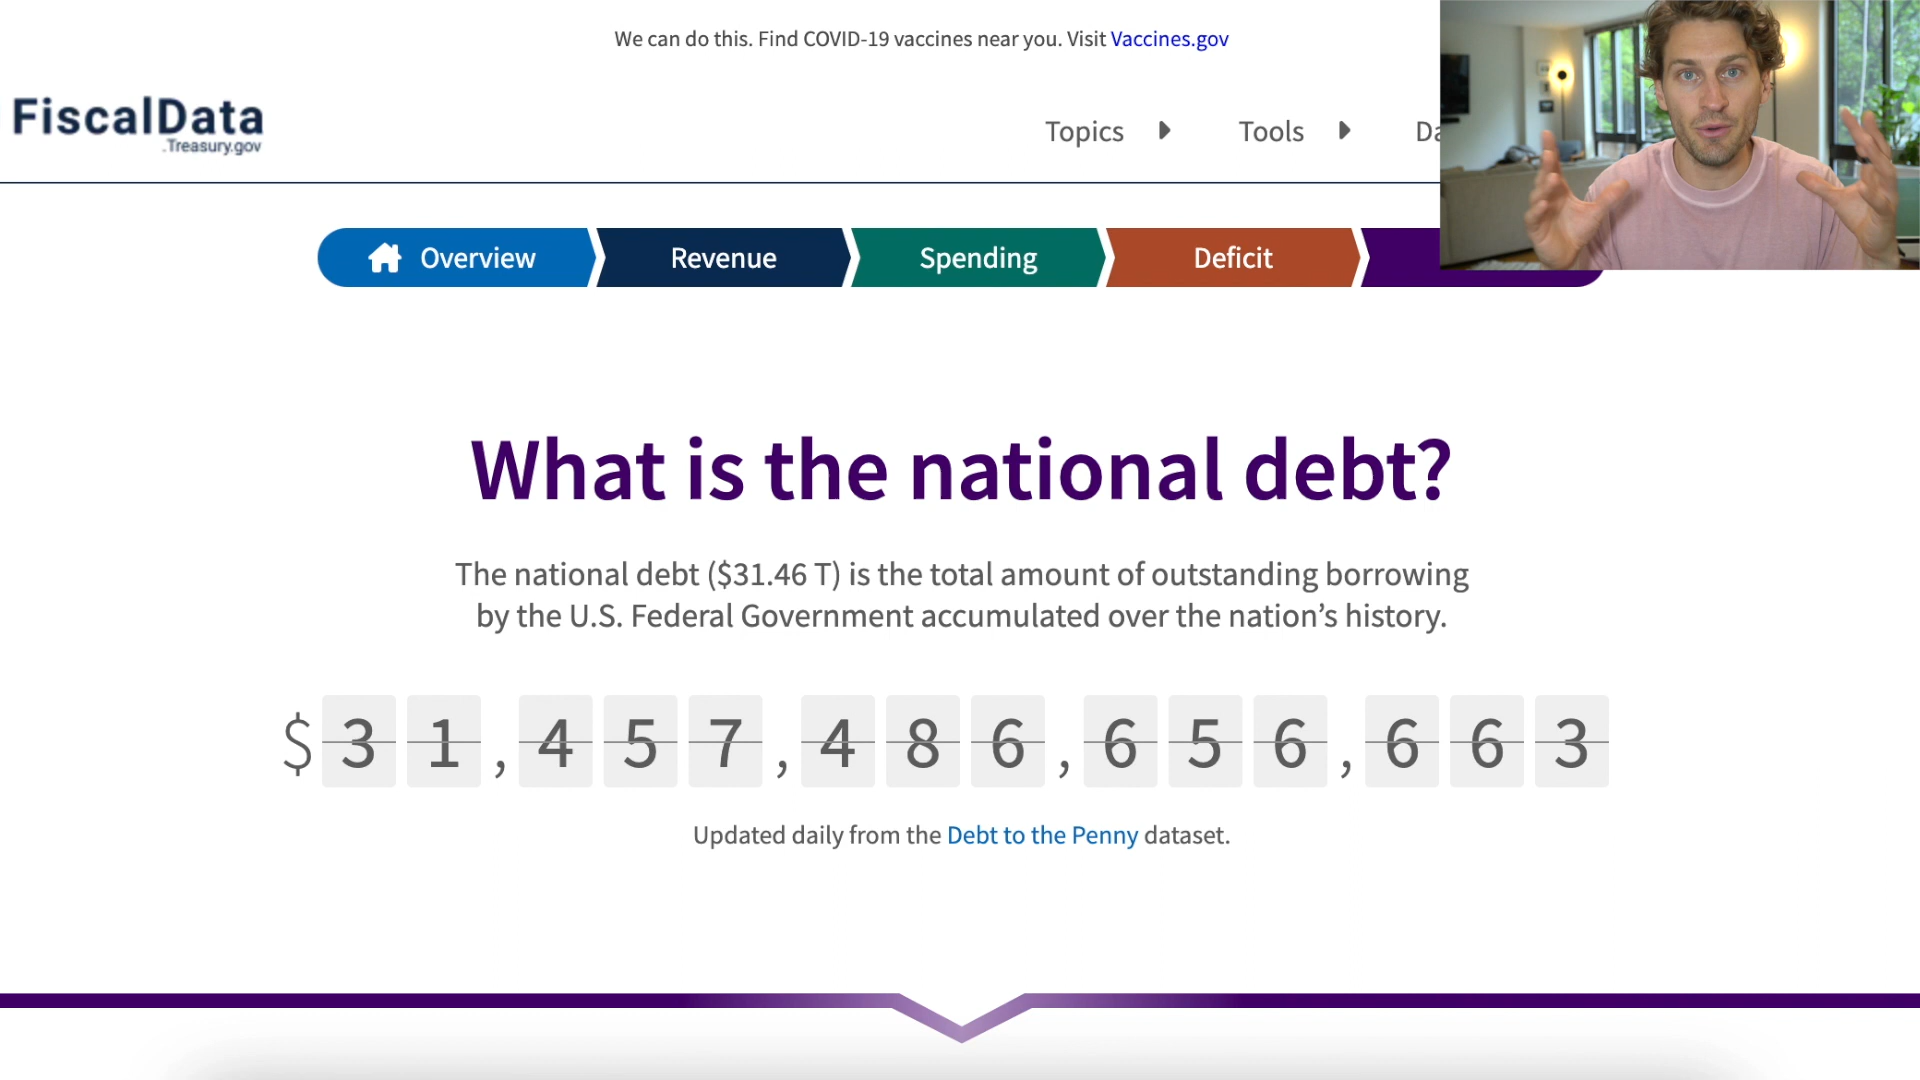 We can do this. Find COVID-19 vaccines near you. Visit Vaccines.gov
FiscalData
.Treasury.gov
Topics
Tools
Overview
Revenue
Spending
Deficit
What is the national debt?
The national debt ($31.46 T) is the total amount of outstanding borrowing
by the U.S. Federal Government accumulated over the nation’s history.
$31,457,486,656,663
Updated daily from the Debt to the Penny dataset.